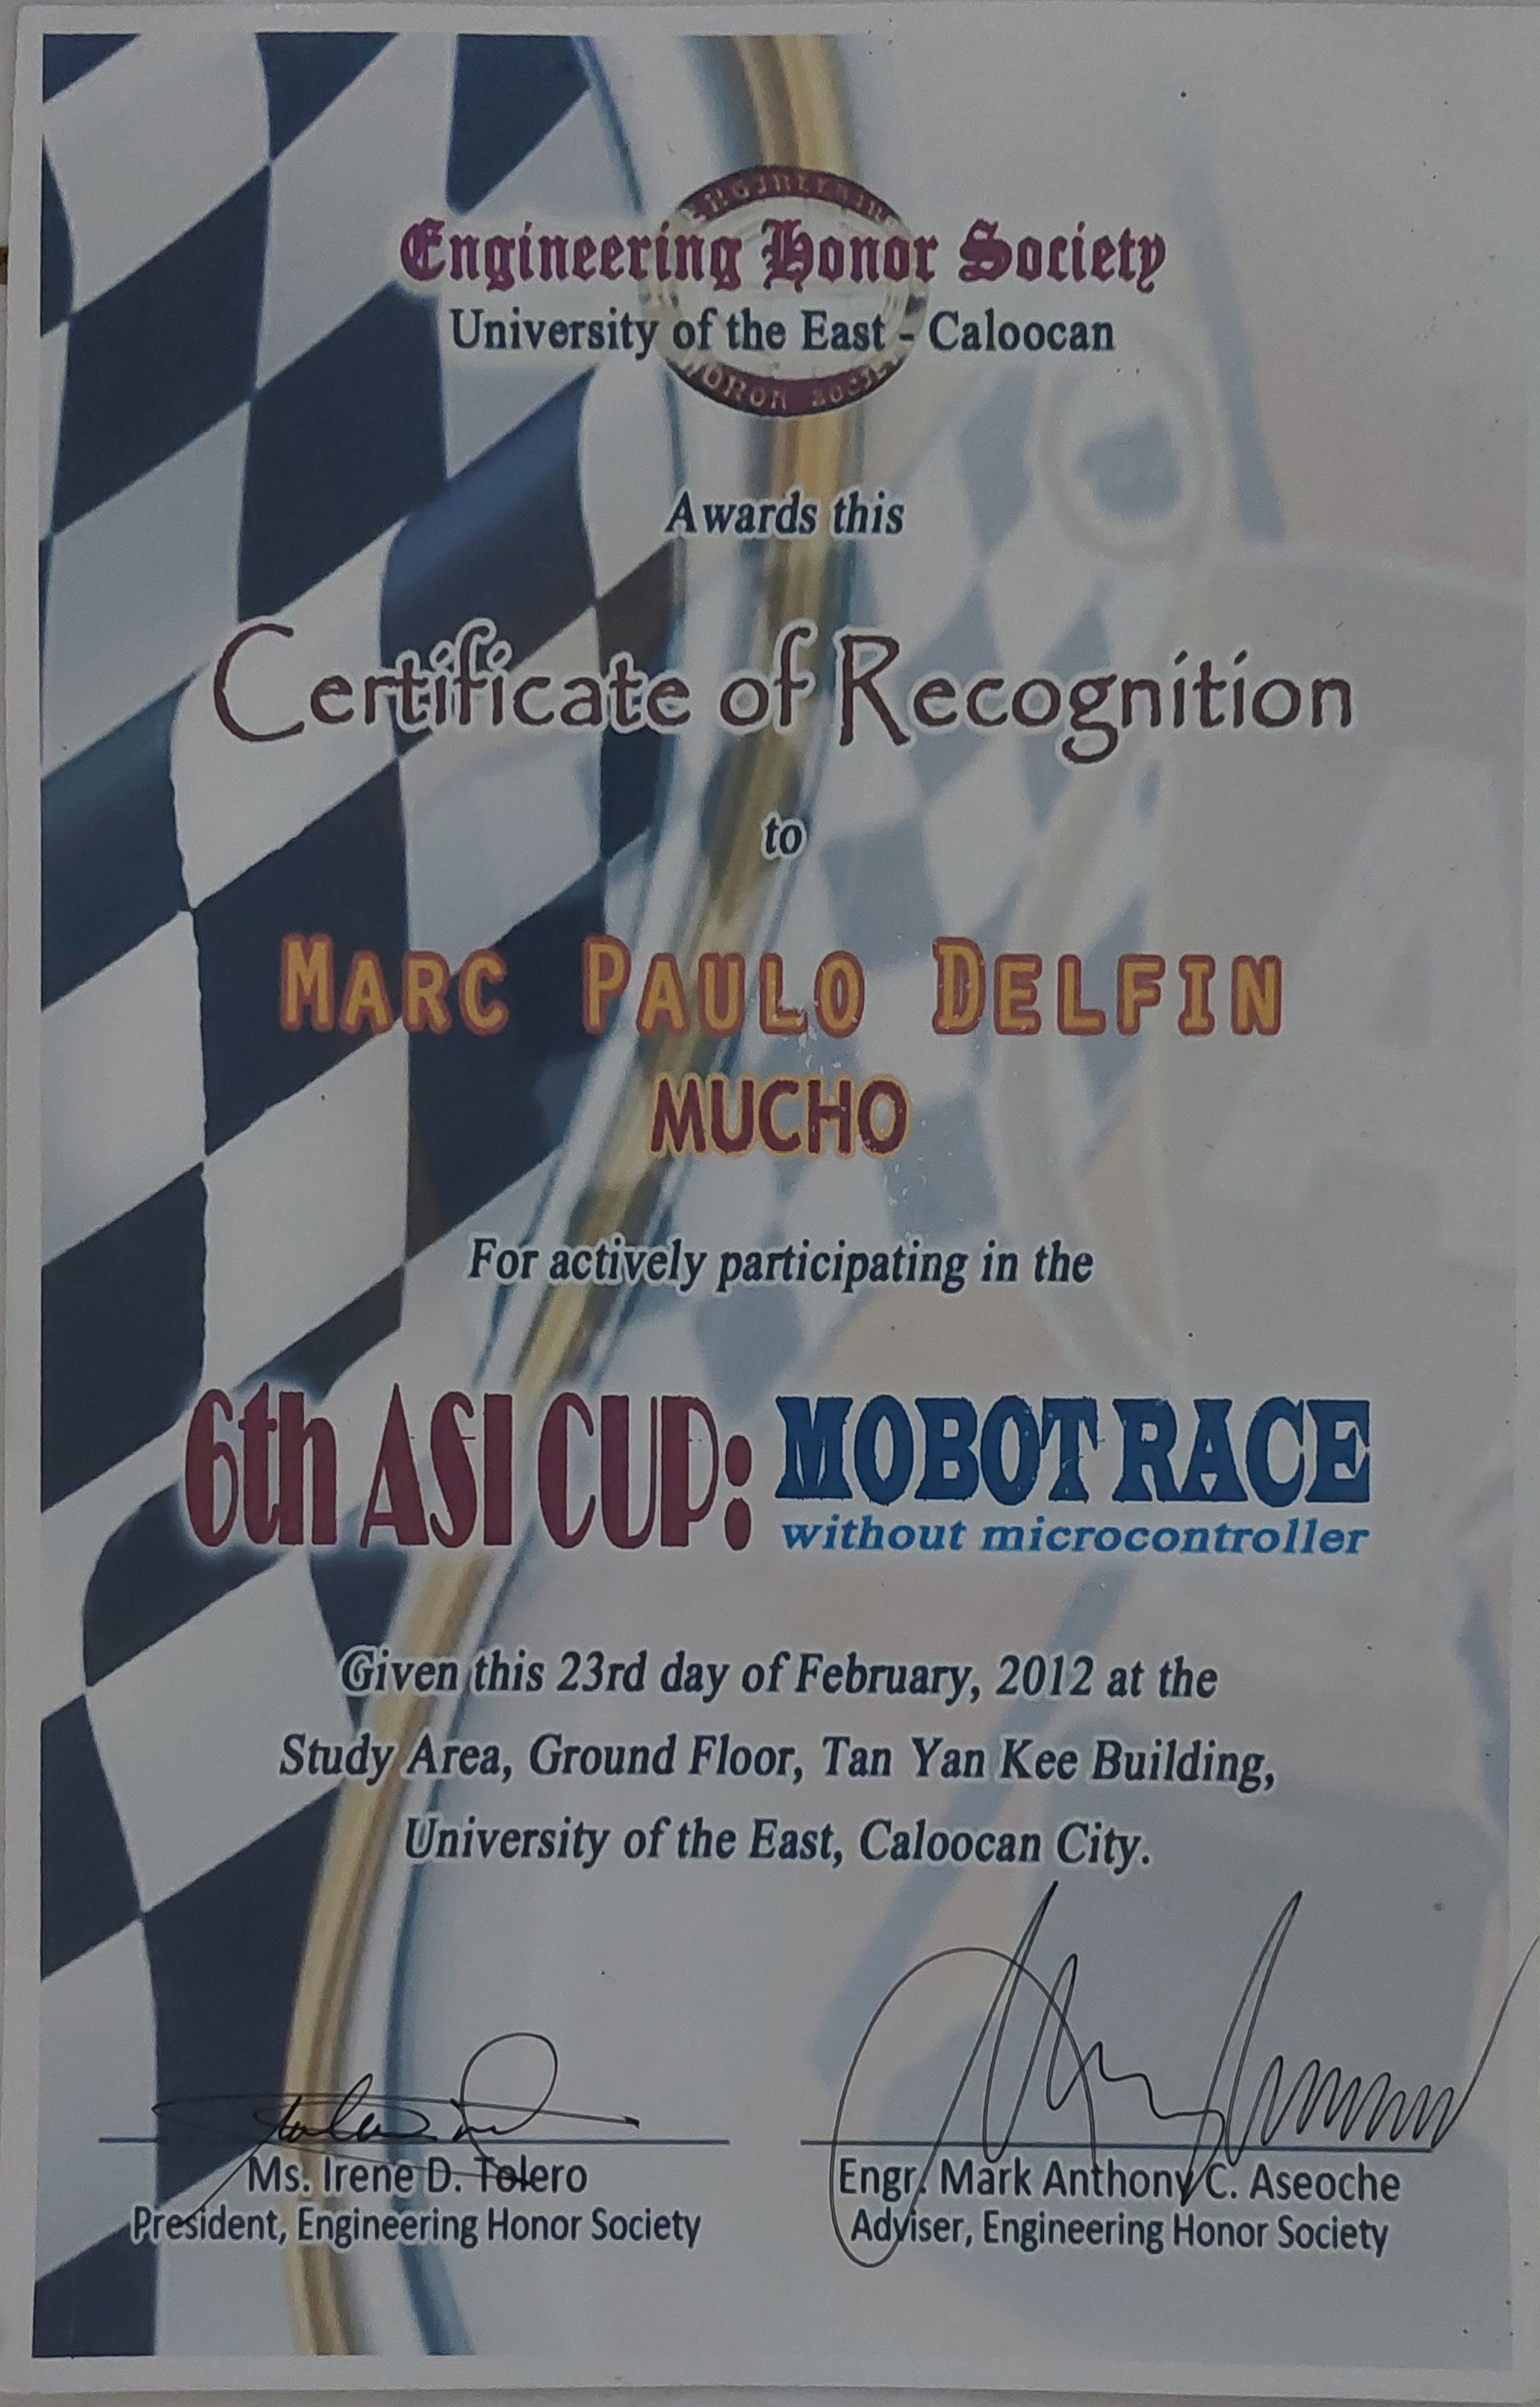 Engineering Honor Society
University of the East - Caloocan
Awards this
Certificate of Recognition
to
MARC PAULO DELFIN
MUCHO
For actively participating in the
6th ASI CUP: MOBOT RACE
without microcontroller
Given this 23rd day of February, 2012 at the
Study Area, Ground Floor, Tan Yan Kee Building,
University of the East, Caloocan City.
Ms. Irene D. Tolero
President, Engineering Honor Society
Engr. Mark Anthony C. Aseoche
Adviser, Engineering Honor Society